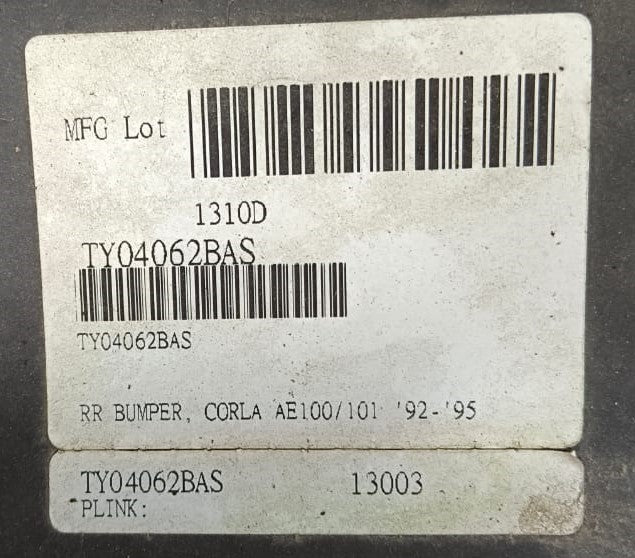 MFG Lot
1310D
TY04062BAS
TY04062BAS
RR BUMPER, CORLA AE100/101 '92-'95
TY04062BAS 13003
PLINK: